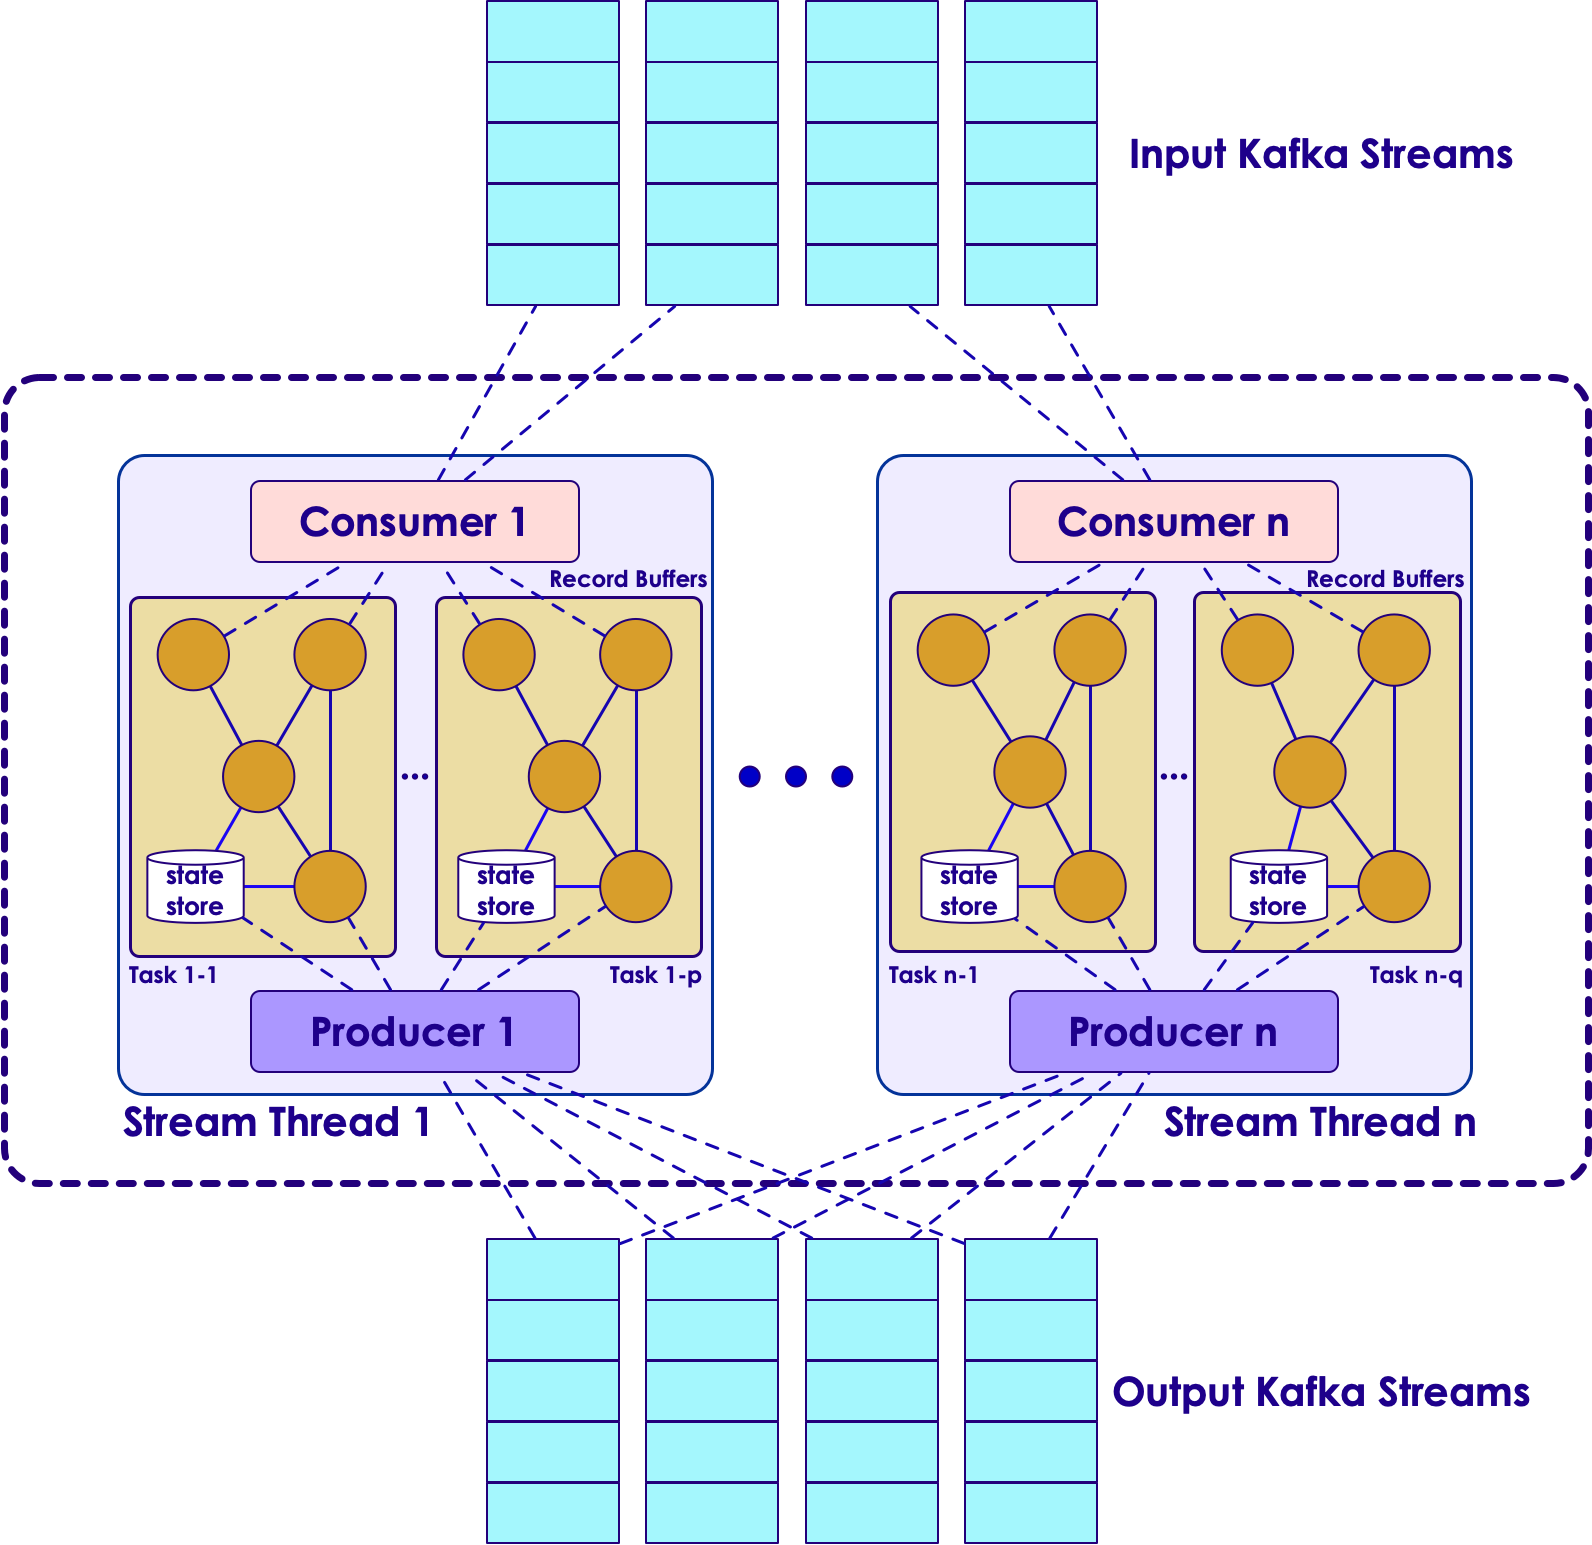 Input Kafka Streams
Consumer 1
Consumer n
Record Buffers
Record Buffers
state
store
state
store
state
store
state
store
Task 1-1
Task 1-p
Task n-1
Task n-q
Producer 1
Producer n
Stream Thread 1
Stream Thread n
Output Kafka Streams